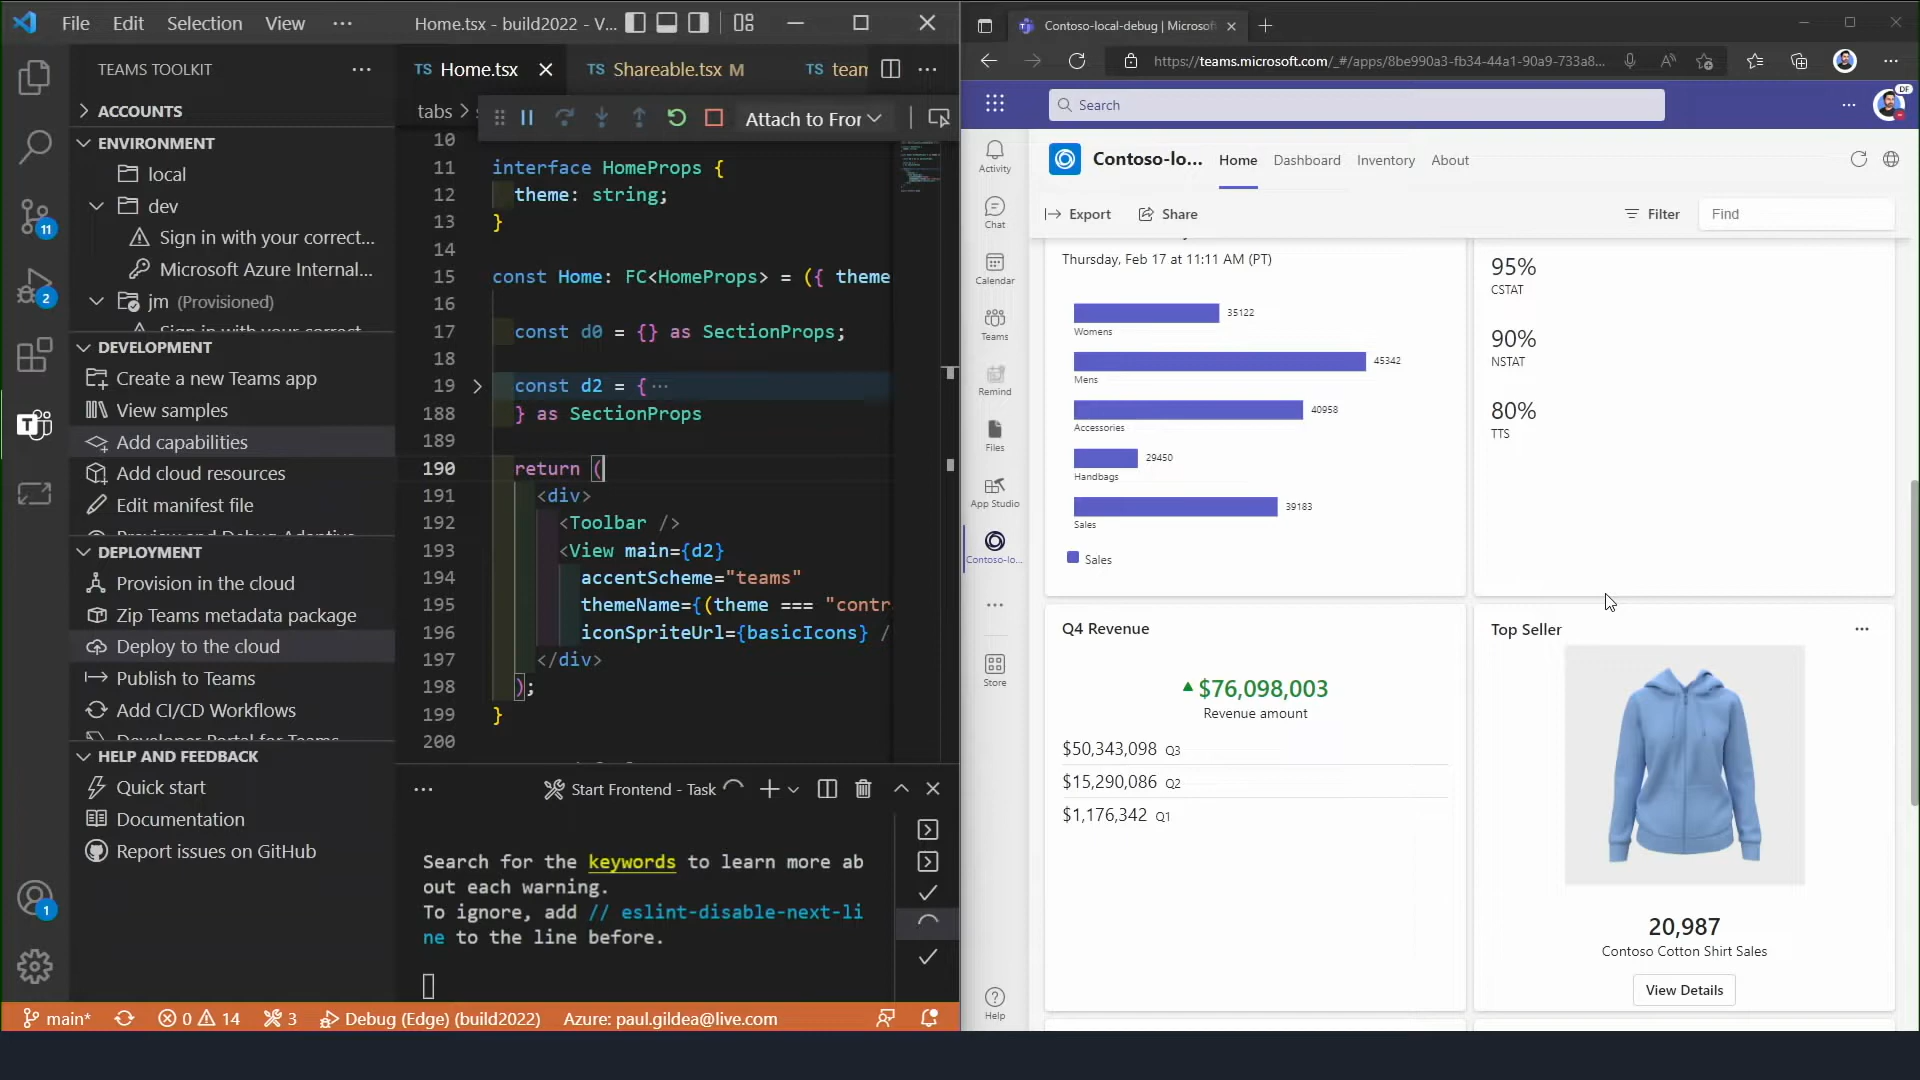 File Edit Selection View ···
Home.tsx - build2022 - V...
TEAMS TOOLKIT
ACCOUNTS
ENVIRONMENT
local
dev
Sign in with your correct...
Microsoft Azure Internal...
jm (Provisioned)
DEVELOPMENT
Create a new Teams app
View samples
Add capabilities
Add cloud resources
Edit manifest file
DEPLOYMENT
Provision in the cloud
Zip Teams metadata package
Deploy to the cloud
Publish to Teams
Add CI/CD Workflows
Developer Portal for Teams
HELP AND FEEDBACK
Quick start
Documentation
Report issues on GitHub
11
2
1
TS Home.tsx
TS Shareable.tsx M
TS team
tabs >
Attach to Fror
10
11 interface HomeProps {
12 theme: string;
13 }
14
15 const Home: FC<HomeProps> = ({ theme
16
17 const d0 = {} as SectionProps;
18
19 const d2 = {···
188 } as SectionProps
189
190 return (
191 <div>
192 <Toolbar />
193 <View main={d2}
194 accentScheme="teams"
195 themeName={(theme === "contr
196 iconSpriteUrl={basicIcons} /
197 </div>
198 );
199 }
200
Start Frontend - Task
Search for the keywords to learn more ab
out each warning.
To ignore, add // eslint-disable-next-li
ne to the line before.
main* 0 14 3 Debug (Edge) (build2022) Azure: paul.gildea@live.com
Contoso-local-debug | Microsof
https://teams.microsoft.com/_#/apps/8be990a3-fb34-44a1-90a9-733a8...
Search
DF
Activity
Chat
Calendar
Teams
Remind
Files
App Studio
Contoso-lo...
Store
Help
Contoso-lo... Home Dashboard Inventory About
Export Share Filter Find
Thursday, Feb 17 at 11:11 AM (PT)
35122
Womens
45342
Mens
40958
Accessories
29450
Handbags
39183
Sales
Sales
95%
CSTAT
90%
NSTAT
80%
TTS
Q4 Revenue
$76,098,003
Revenue amount
$50,343,098 Q3
$15,290,086 Q2
$1,176,342 Q1
Top Seller
20,987
Contoso Cotton Shirt Sales
View Details